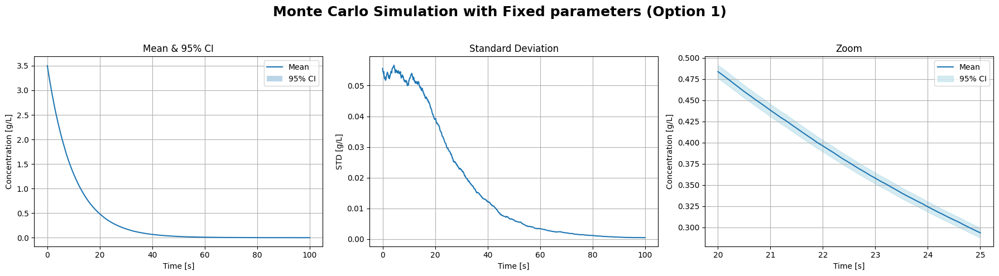 Monte Carlo Simulation with Fixed parameters (Option 1)
Mean & 95% CI
Concentration [g/L]
3.5
3.0
2.5
2.0
1.5
1.0
0.5
0.0
Mean
95% CI
0 20 40 60 80 100
Time [s]
Standard Deviation
STD [g/L]
0.05
0.04
0.03
0.02
0.01
0.00
0 20 40 60 80 100
Time [s]
Zoom
Concentration [g/L]
0.500
0.475
0.450
0.425
0.400
0.375
0.350
0.325
0.300
Mean
95% CI
20 21 22 23 24 25
Time [s]